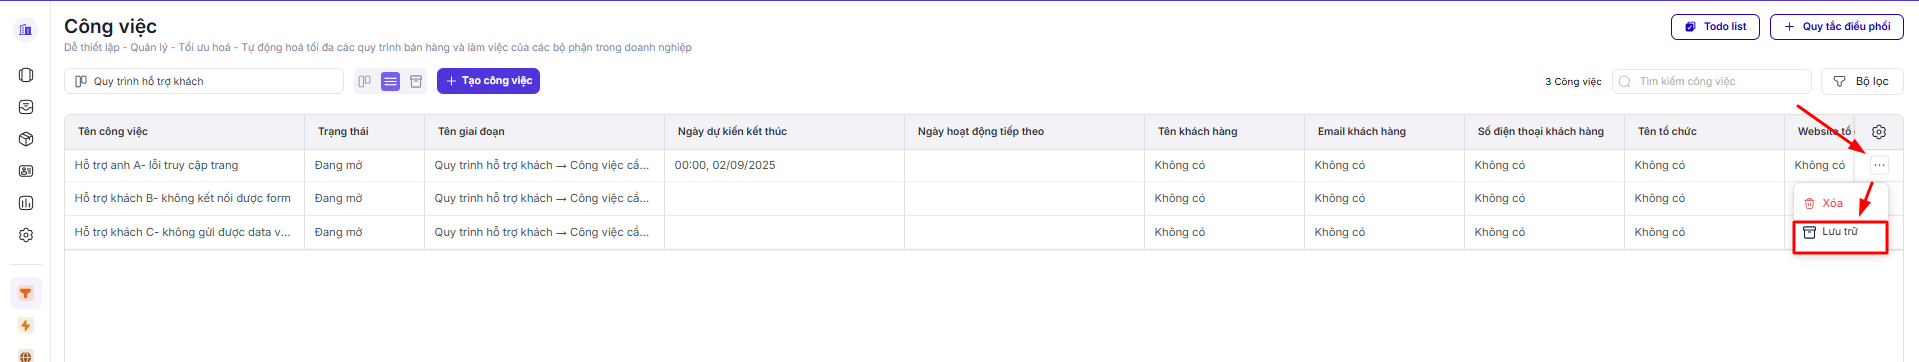 Công việc
Dễ thiết lập - Quản lý - Tối ưu hoá - Tự động hoá tối đa các quy trình bán hàng và làm việc của các bộ phận trong doanh nghiệp
Todo list
Quy tắc điều phối
Quy trình hỗ trợ khách
Tạo công việc
3 Công việc
Tìm kiếm công việc
Bộ lọc
Tên công việc Trạng thái Tên giai đoạn Ngày dự kiến kết thúc Ngày hoạt động tiếp theo Tên khách hàng Email khách hàng Số điện thoại khách hàng Tên tổ chức Website tổ
Hỗ trợ anh A- lỗi truy cập trang Đang mở Quy trình hỗ trợ khách → Công việc cầ... 00:00, 02/09/2025 Không có Không có Không có Không có Không có
Hỗ trợ khách B- không kết nối được form Đang mở Quy trình hỗ trợ khách → Công việc cầ... Không có Không có Không có Không có
Xóa
Hỗ trợ khách C- không gửi được data v... Đang mở Quy trình hỗ trợ khách → Công việc cầ... Không có Không có Không có Không có
Lưu trữ